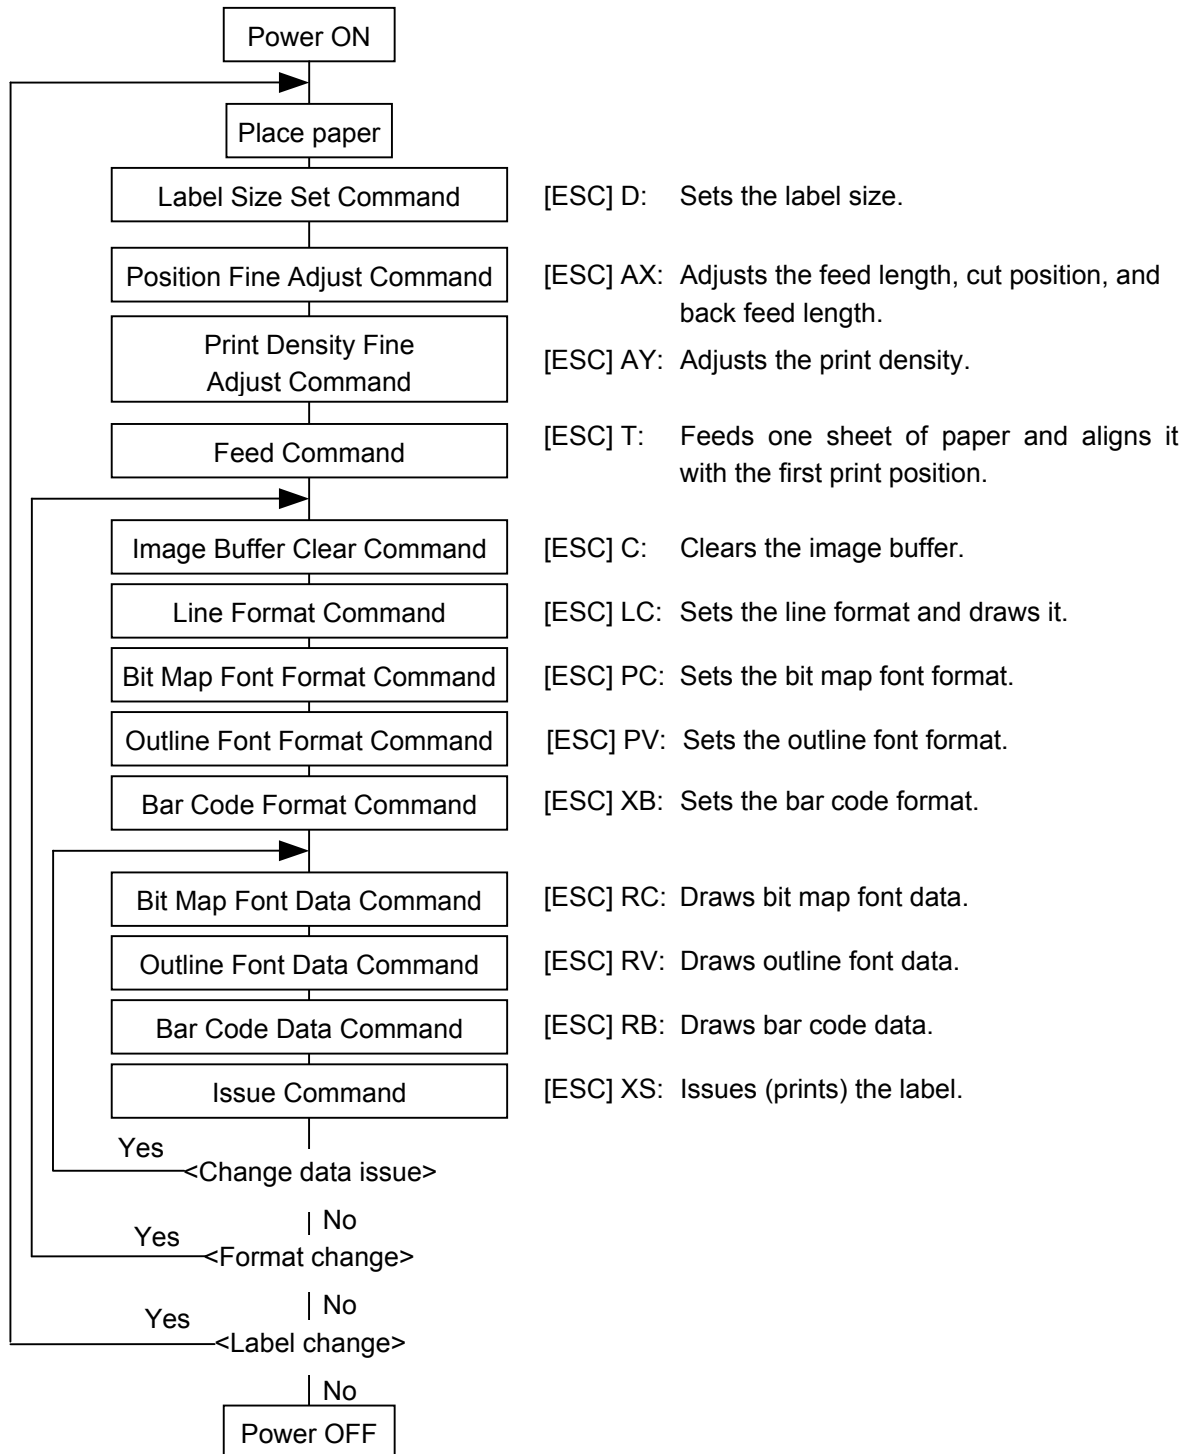 Power ON
Place paper
Label Size Set Command [ESC] D: Sets the label size.
Position Fine Adjust Command [ESC] AX: Adjusts the feed length, cut position, and
back feed length.
Print Density Fine
Adjust Command
[ESC] AY: Adjusts the print density.
Feed Command [ESC] T: Feeds one sheet of paper and aligns it
with the first print position.
Image Buffer Clear Command [ESC] C: Clears the image buffer.
Line Format Command [ESC] LC: Sets the line format and draws it.
Bit Map Font Format Command [ESC] PC: Sets the bit map font format.
Outline Font Format Command [ESC] PV: Sets the outline font format.
Bar Code Format Command [ESC] XB: Sets the bar code format.
Bit Map Font Data Command [ESC] RC: Draws bit map font data.
Outline Font Data Command [ESC] RV: Draws outline font data.
Bar Code Data Command [ESC] RB: Draws bar code data.
Issue Command [ESC] XS: Issues (prints) the label.
Yes
<Change data issue>
No
Yes
<Format change>
No
Yes
<Label change>
No
Power OFF